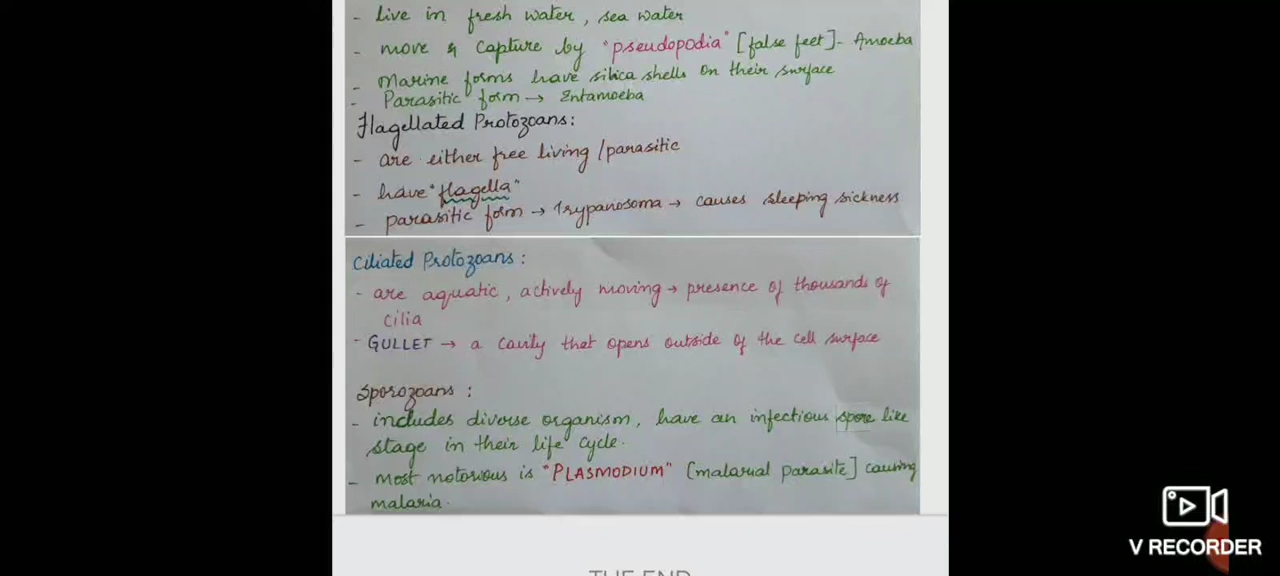 - live in fresh water, sea water
- move & capture by "pseudopodia" [false feet] - Amoeba
- Marine forms have silica shells on their surface
- Parasitic form → Entamoeba
Flagellated Protozoans:
- are either free living/parasitic
- have "flagella"
- parasitic form → Trypanosoma → causes sleeping sickness
Ciliated Protozoans:
- are aquatic, actively moving → presence of thousands of
cilia
- GULLET → a cavity that opens outside of the cell surface
Sporozoans:
- includes diverse organism, have an infectious spore like
stage in their life cycle.
- most notorious is "PLASMODIUM" [malarial parasite] causing
malaria.
THE END
V RECORDER